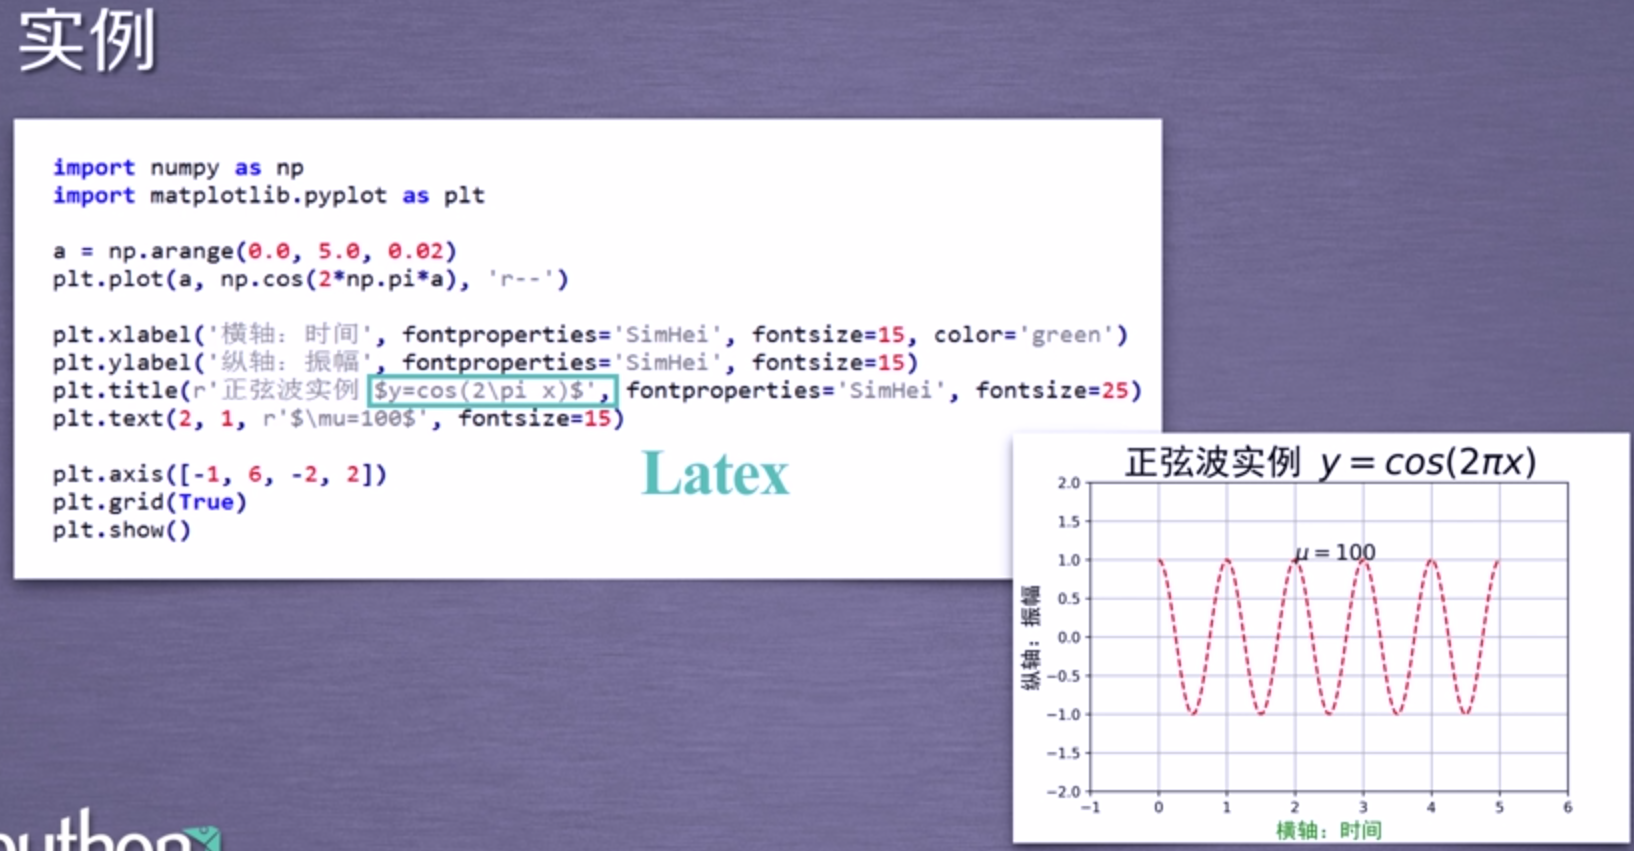 实例
import numpy as np
import matplotlib.pyplot as plt
a = np.arange(0.0, 5.0, 0.02)
plt.plot(a, np.cos(2*np.pi*a), 'r--')
plt.xlabel('横轴：时间', fontproperties='SimHei', fontsize=15, color='green')
plt.ylabel('纵轴：振幅', fontproperties='SimHei', fontsize=15)
plt.title(r'正弦波实例 $y=cos(2\pi x)$', fontproperties='SimHei', fontsize=25)
plt.text(2, 1, r'$\mu=100$', fontsize=15)
plt.axis([-1, 6, -2, 2])
plt.grid(True)
plt.show()
Latex
正弦波实例 y = cos(2πx)
2.0
1.5
μ = 100
1.0
0.5
0.0
−0.5
−1.0
−1.5
−2.0
纵轴：振幅
−1 0 1 2 3 4 5 6
横轴：时间
python